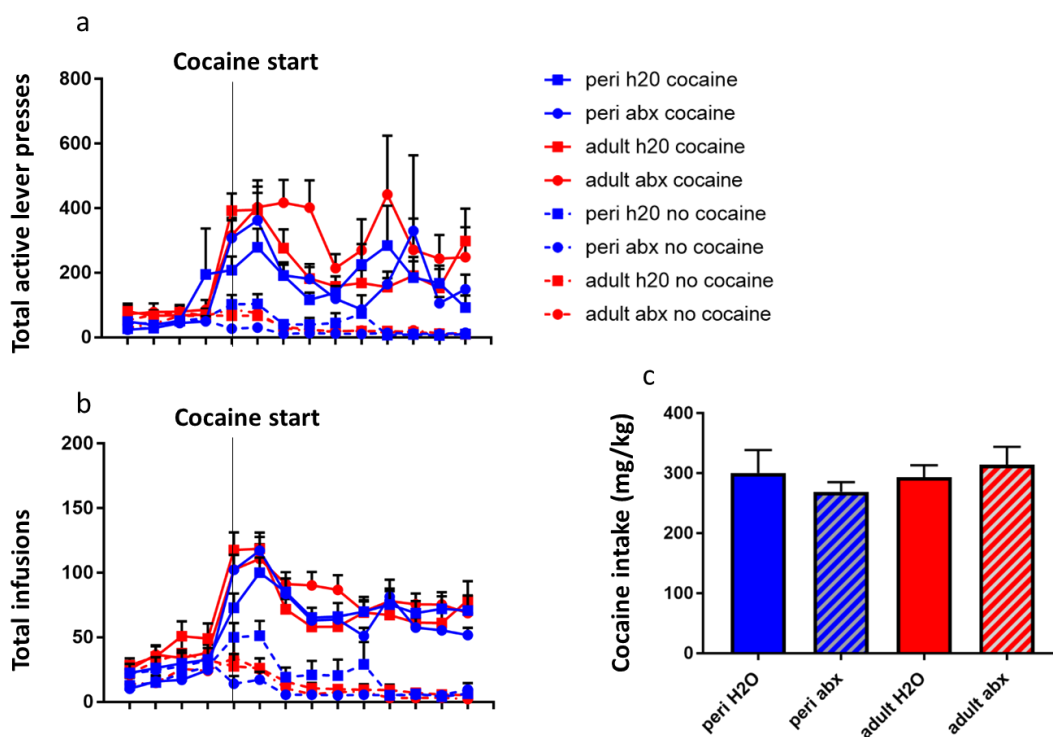 a
Cocaine start
Total active lever presses
800
600
400
200
0
peri h20 cocaine
peri abx cocaine
adult h20 cocaine
adult abx cocaine
peri h20 no cocaine
peri abx no cocaine
adult h20 no cocaine
adult abx no cocaine
b
Cocaine start
Total infusions
200
150
100
50
0
c
Cocaine intake (mg/kg)
400
300
200
100
0
peri H2O
peri abx
adult H2O
adult abx